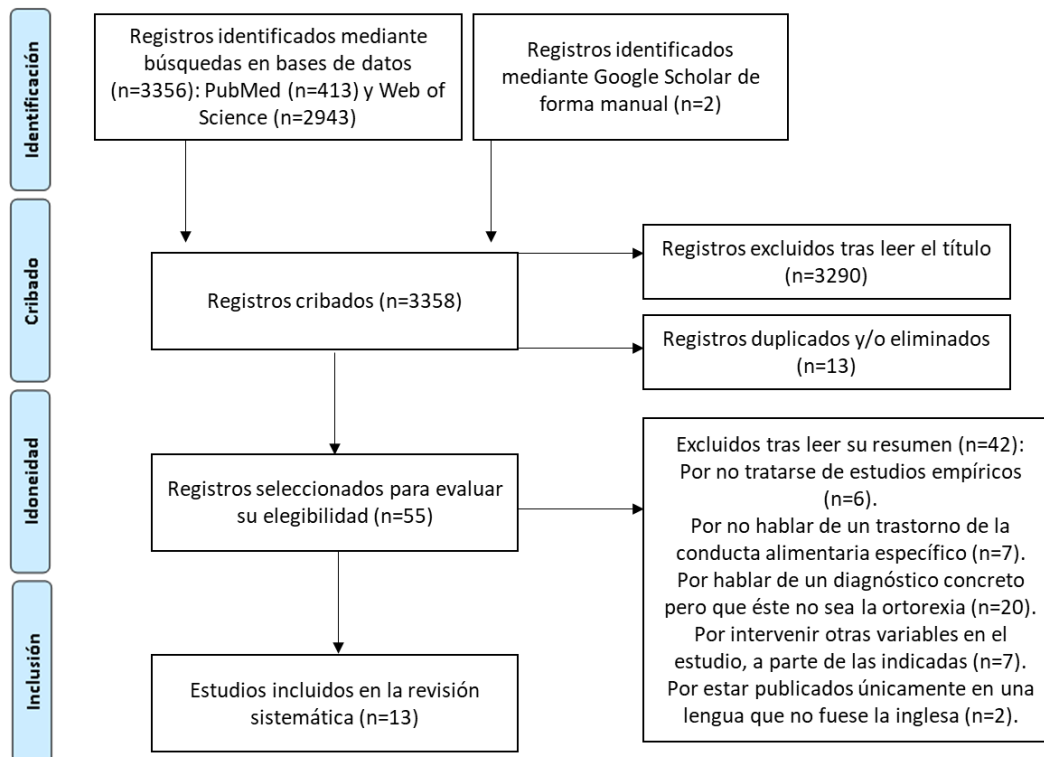 Identificación
Registros identificados mediante
búsquedas en bases de datos
(n=3356): PubMed (n=413) y Web of
Science (n=2943)
Registros identificados
mediante Google Scholar de
forma manual (n=2)
Cribado
Registros cribados (n=3358)
Registros excluidos tras leer el título
(n=3290)
Registros duplicados y/o eliminados
(n=13)
Idoneidad
Registros seleccionados para evaluar
su elegibilidad (n=55)
Excluidos tras leer su resumen (n=42):
Por no tratarse de estudios empíricos
(n=6).
Por no hablar de un trastorno de la
conducta alimentaria específico (n=7).
Por hablar de un diagnóstico concreto
pero que éste no sea la ortorexia (n=20).
Por intervenir otras variables en el
estudio, a parte de las indicadas (n=7).
Por estar publicados únicamente en una
lengua que no fuese la inglesa (n=2).
Inclusión
Estudios incluidos en la revisión
sistemática (n=13)